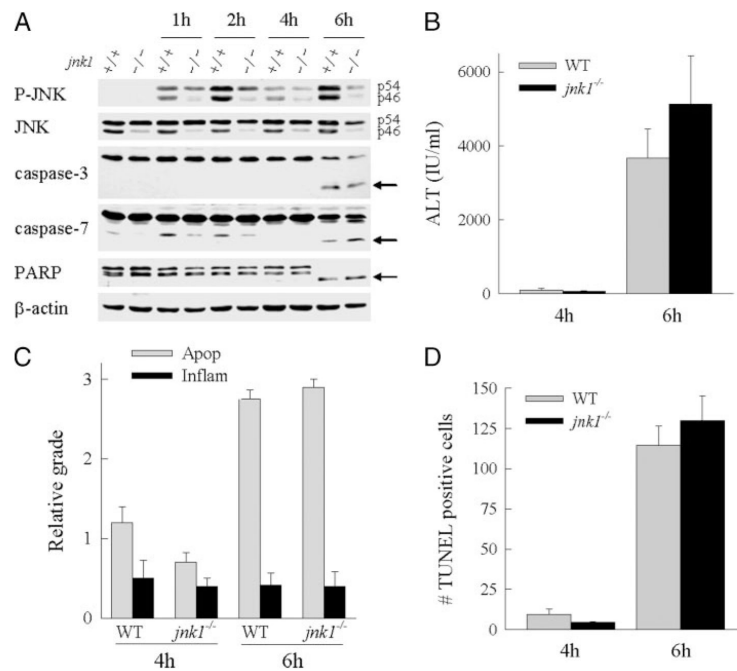 A
1h 2h 4h 6h
jnk1 +/+ -/- +/+ -/- +/+ -/- +/+ -/- +/+ -/-
P-JNK p54
p46
JNK p54
p46
caspase-3
caspase-7
PARP
β-actin
B
WT
jnk1-/-
ALT (IU/ml)
6000
4000
2000
0
4h 6h
C
Apop
Inflam
Relative grade
3
2
1
0
WT jnk1-/- WT jnk1-/-
4h 6h
D
WT
jnk1-/-
# TUNEL positive cells
150
125
100
75
50
25
0
4h 6h